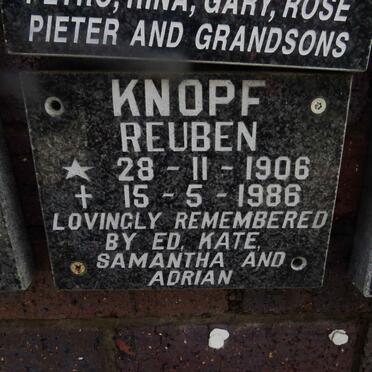 PETRO, RINA, GARY, ROSE
PIETER AND GRANDSONS
KNOPF
REUBEN
★ 28 - 11 - 1906
✝ 15 - 5 - 1986
LOVINGLY REMEMBERED
BY ED, KATE,
SAMANTHA AND
ADRIAN